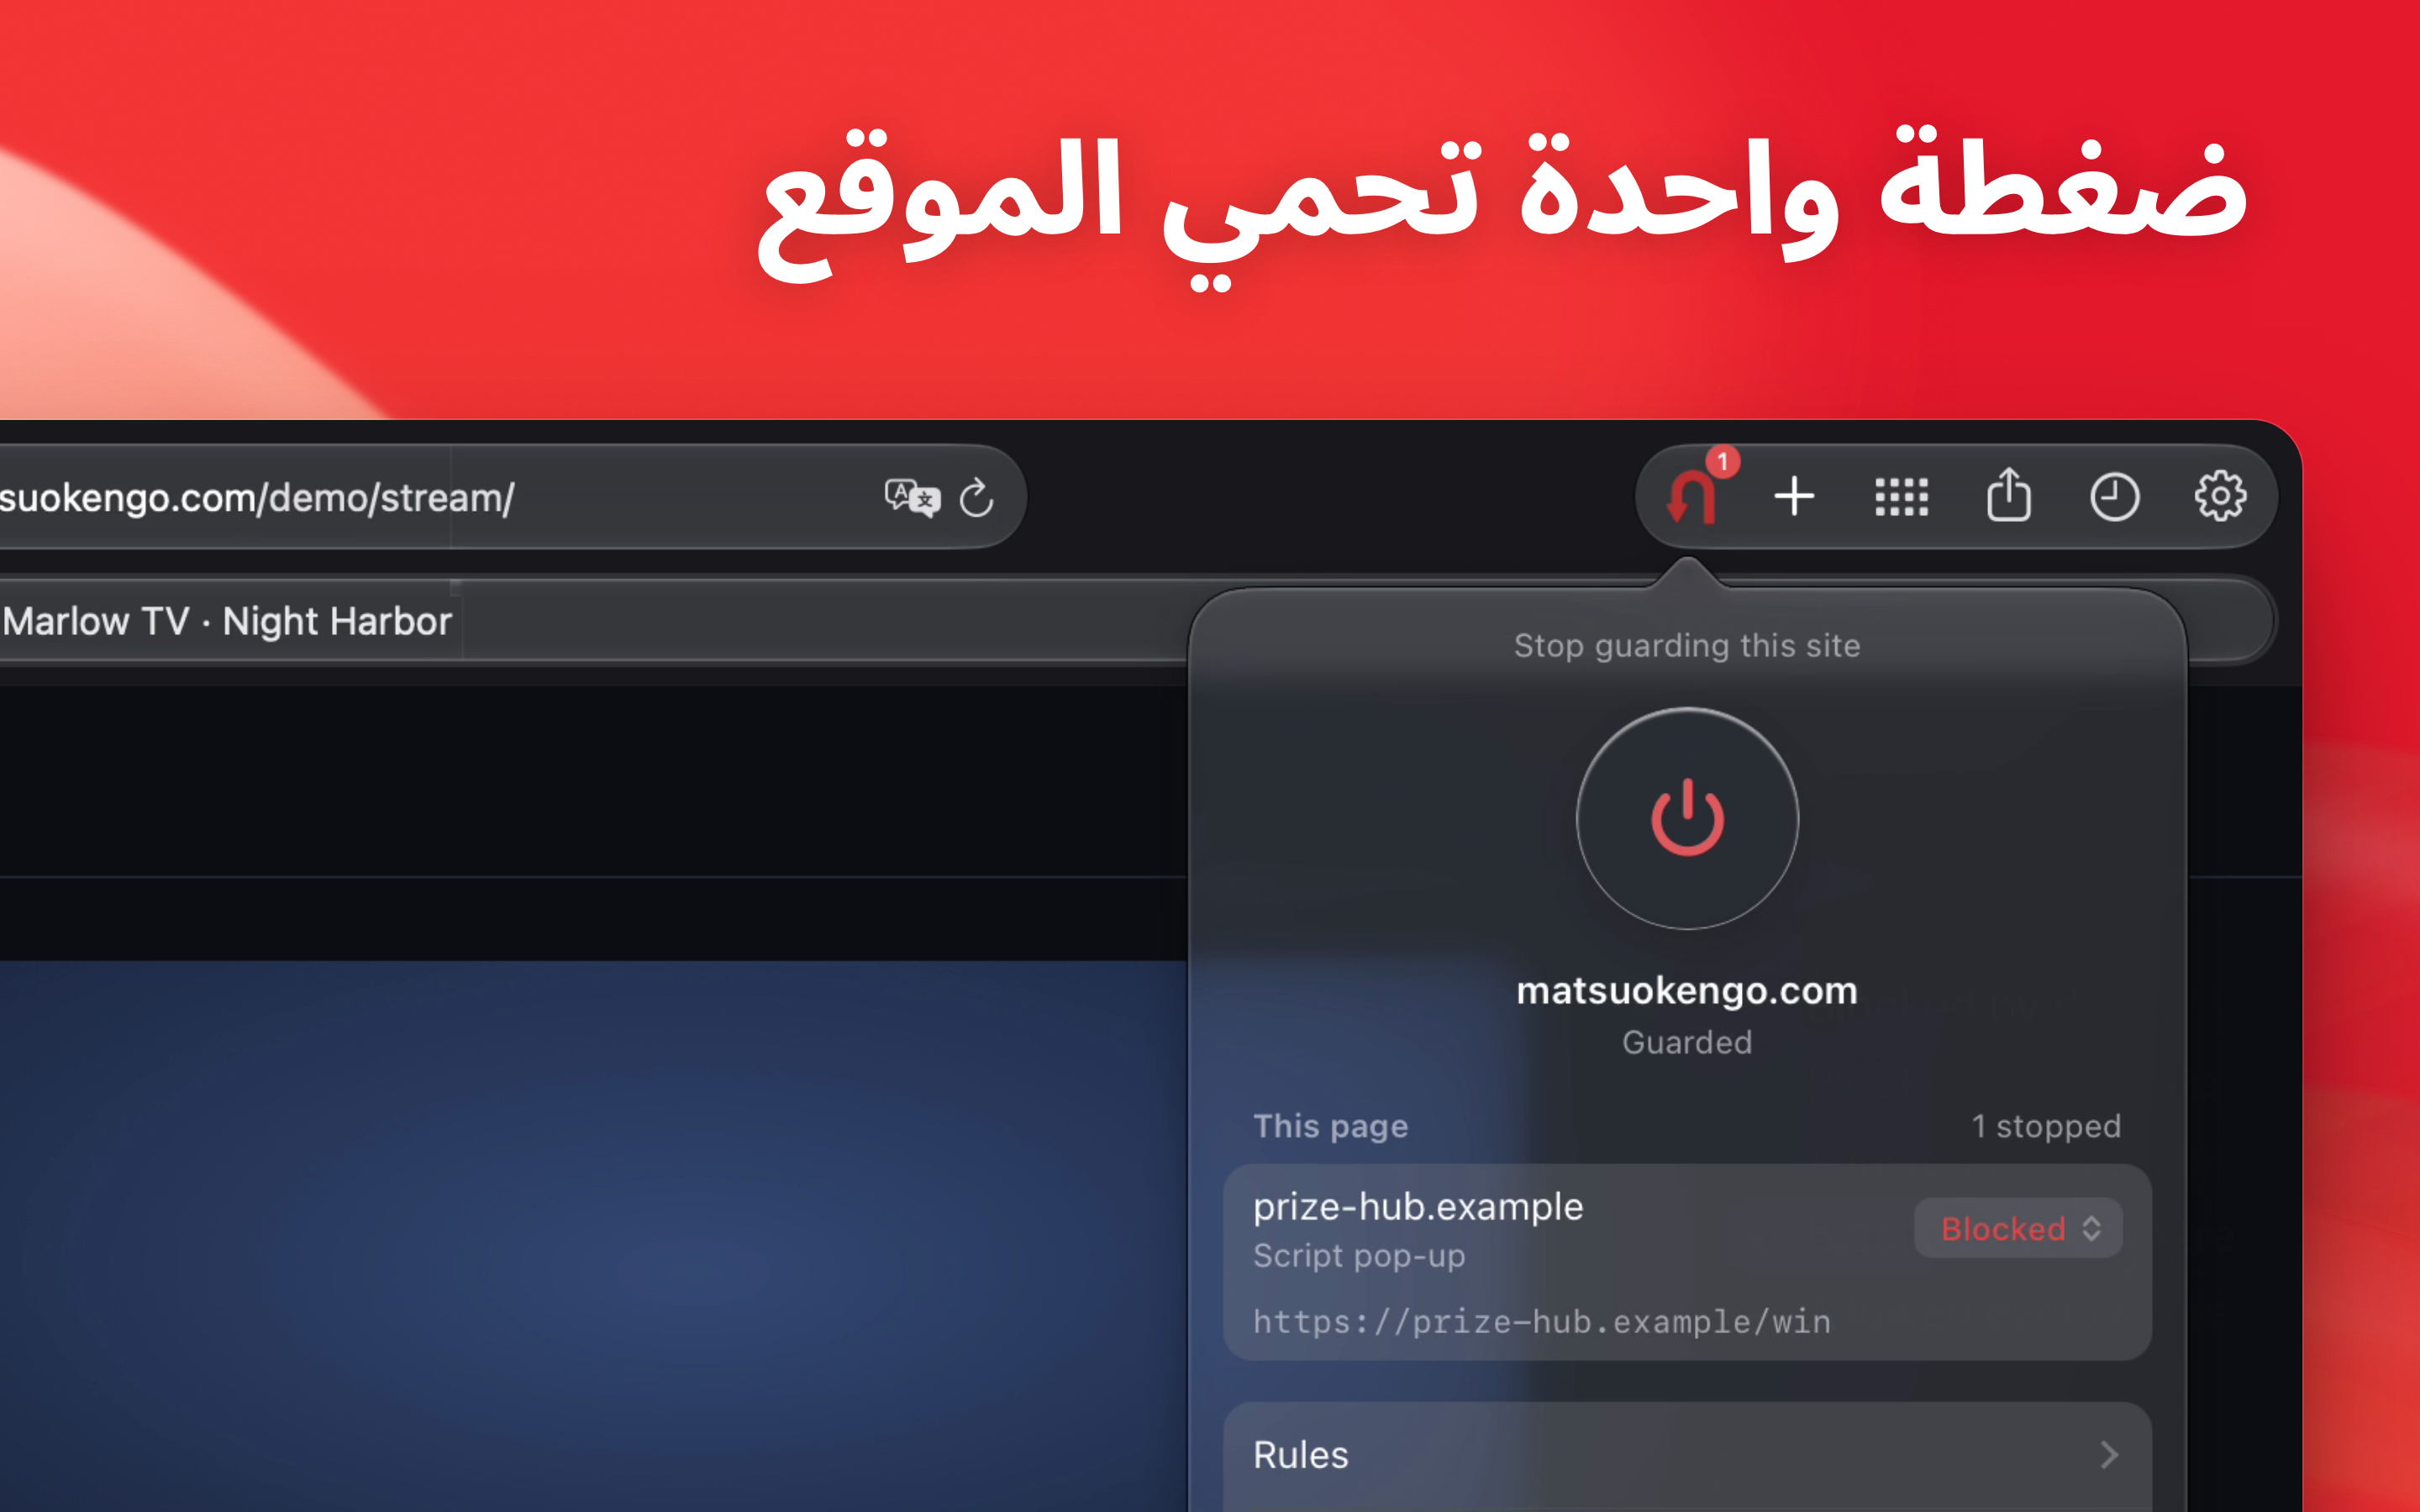 ضغطة واحدة تحمي الموقع
suokengo.com/demo/stream/
1
Marlow TV · Night Harbor
Stop guarding this site
matsuokengo.com
Guarded
This page
1 stopped
prize-hub.example
Blocked
Script pop-up
https://prize-hub.example/win
Rules